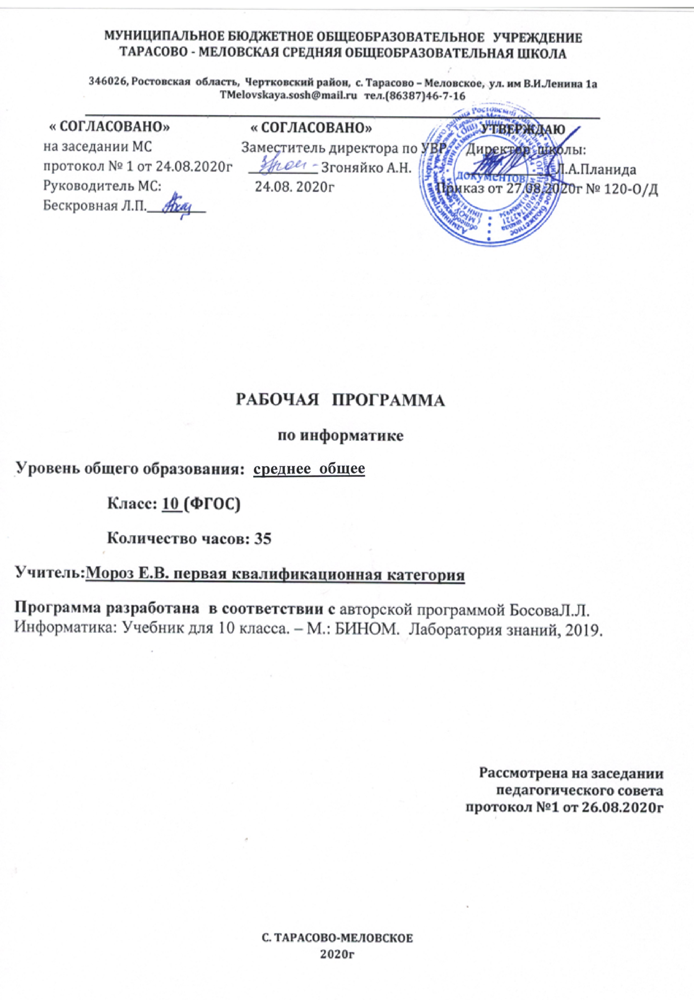 МУНИЦИПАЛЬНОЕ БЮДЖЕТНОЕ ОБЩЕОБРАЗОВАТЕЛЬНОЕ УЧРЕЖДЕНИЕ
ТАРАСОВО - МЕЛОВСКАЯ СРЕДНЯЯ ОБЩЕОБРАЗОВАТЕЛЬНАЯ ШКОЛА
346026, Ростовская область, Чертковский район, с. Тарасово – Меловское, ул. им В.И.Ленина 1а
TMelovskaya.sosh@mail.ru тел.(86387)46-7-16
« СОГЛАСОВАНО»
на заседании МС
протокол № 1 от 24.08.2020г
Руководитель МС:
Бескровная Л.П.
« СОГЛАСОВАНО»
Заместитель директора по УВР
Згоняйко А.Н.
24.08. 2020г
УТВЕРЖДАЮ
Директор школы:
Л.А.Планида
Приказ от 27.08.2020г № 120-О/Д
документов
РАБОЧАЯ ПРОГРАММА
по информатике
Уровень общего образования: среднее общее
Класс: 10 (ФГОС)
Количество часов: 35
Учитель:Мороз Е.В. первая квалификационная категория
Программа разработана в соответствии с авторской программой БосоваЛ.Л.
Информатика: Учебник для 10 класса. – М.: БИНОМ. Лаборатория знаний, 2019.
Рассмотрена на заседании
педагогического совета
протокол №1 от 26.08.2020г
С. ТАРАСОВО-МЕЛОВСКОЕ
2020г